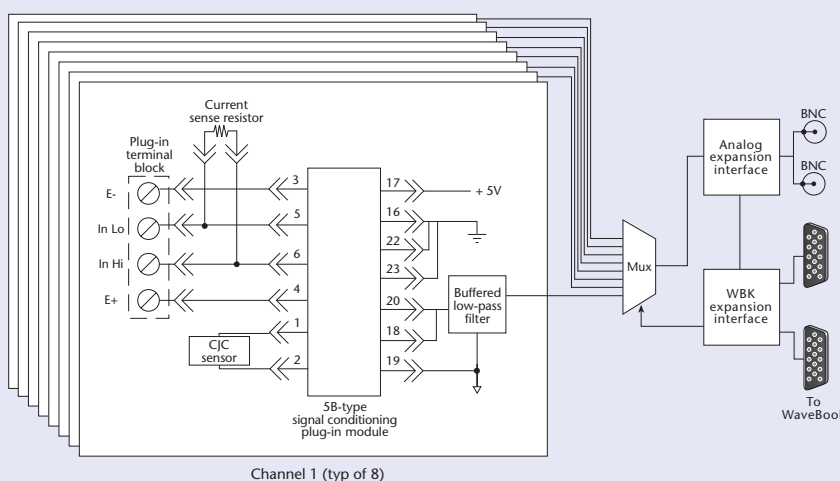 Current
sense resistor
Plug-in
terminal
block
E-
In Lo
In Hi
E+
CJC
sensor
3
5
6
4
1
2
17
16
22
23
20
18
19
+ 5V
5B-type
signal conditioning
plug-in module
Buffered
low-pass
filter
Channel 1 (typ of 8)
Mux
Analog
expansion
interface
WBK
expansion
interface
BNC
BNC
To
WaveBook